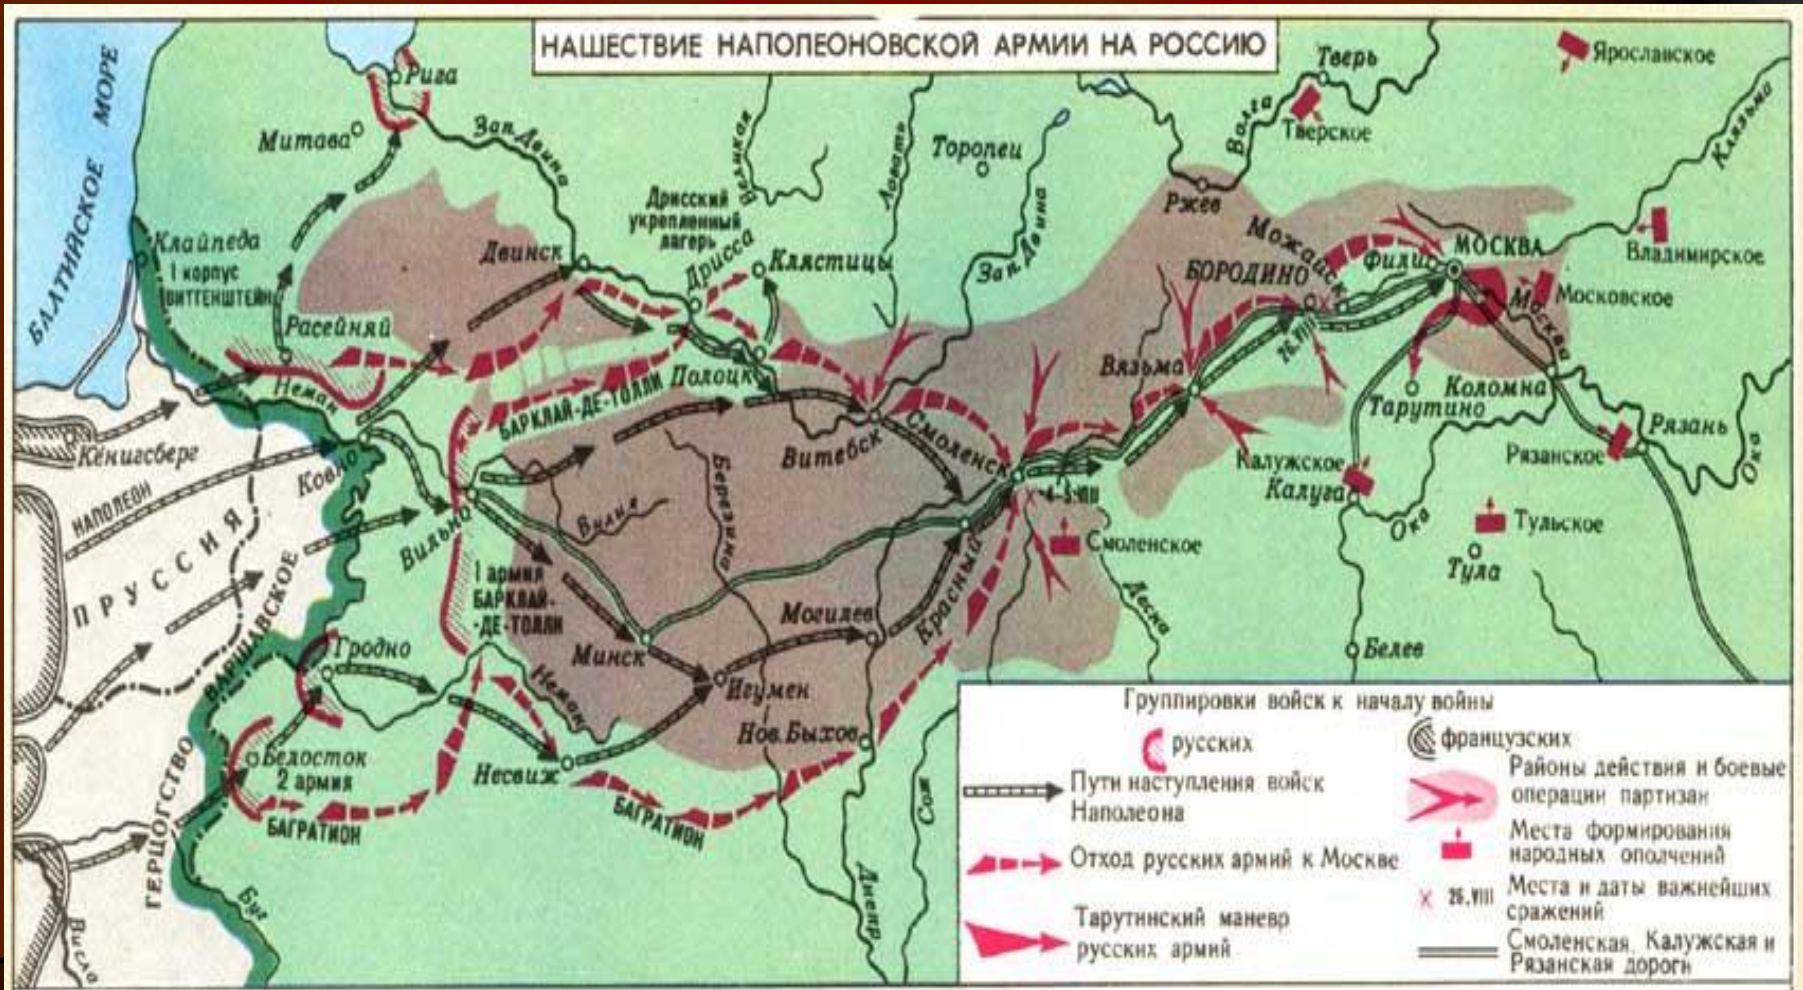 НАШЕСТВИЕ НАПОЛЕОНОВСКОЙ АРМИИ НА РОССИЮ
БАЛТИЙСКОЕ МОРЕ
Рига
Митава
Зап. Двина
Великая
Ловать
Торопец
Зап. Двина
Волга
Тверь
Тверское
Ярославское
Клязьма
Ржев
Владимирское
Клайпеда
1 корпус
ВИТГЕНШТЕЙН
Расейняй
Неман
Двинск
Дрисский
укрепленный
лагерь
Дрисса
Клястицы
Можайск
БОРОДИНО
Фили
МОСКВА
Московское
Москва
26.VIII
Вязьма
Тарутино
Коломна
Рязань
Рязанское
Ока
Кенигсберг
НАПОЛЕОН
ПРУССИЯ
Ковно
БАРКЛАЙ-ДЕ-ТОЛЛИ
Полоцк
Витебск
Смоленск
4-5.VIII
Калужское
Калуга
Ока
Тульское
Тула
Вильно
Вилия
Березина
Смоленское
1 армия
БАРКЛАЙ-
-ДЕ-ТОЛЛИ
Минск
Могилев
Красный
Десна
Белев
ГЕРЦОГСТВО ВАРШАВСКОЕ
Гродно
Неман
Игумен
Нов. Быхов
Белосток
2 армия
БАГРАТИОН
Несвиж
БАГРАТИОН
Сож
Днепр
Буг
Висла
Группировки войск к началу войны
русских
французских
Пути наступления войск
Наполеона
Отход русских армий к Москве
Тарутинский маневр
русских армий
Районы действия и боевые
операции партизан
Места формирования
народных ополчений
26.VIII Места и даты важнейших
сражений
Смоленская, Калужская и
Рязанская дороги